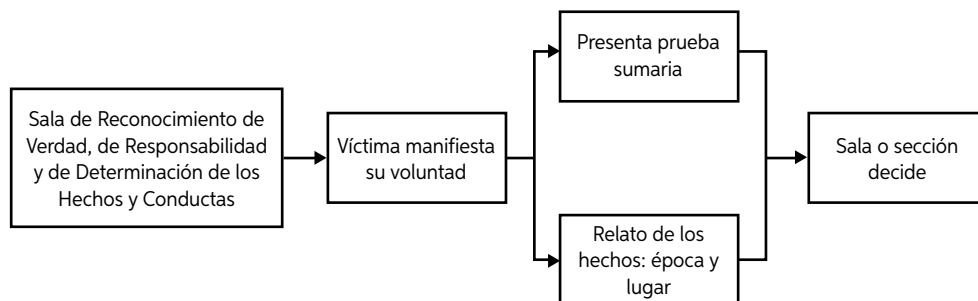 Sala de Reconocimiento de
Verdad, de Responsabilidad
y de Determinación de los
Hechos y Conductas
Víctima manifiesta
su voluntad
Presenta prueba
sumaria
Relato de los
hechos: época y
lugar
Sala o sección
decide